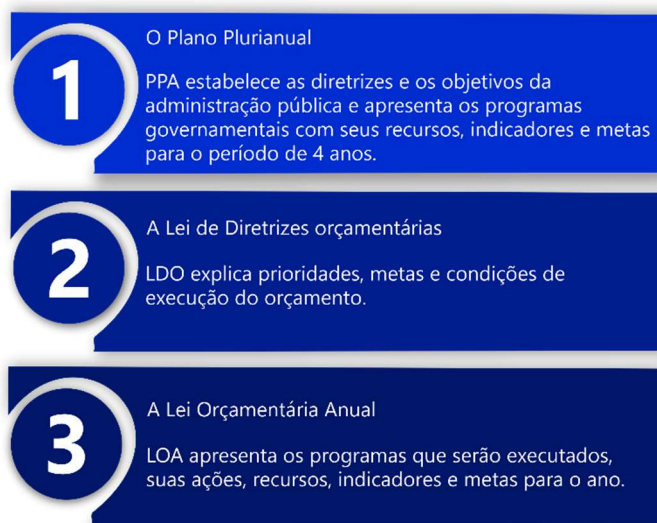 1
O Plano Plurianual
PPA estabelece as diretrizes e os objetivos da
administração pública e apresenta os programas
governamentais com seus recursos, indicadores e metas
para o período de 4 anos.
2
A Lei de Diretrizes orçamentárias
LDO explica prioridades, metas e condições de
execução do orçamento.
3
A Lei Orçamentária Anual
LOA apresenta os programas que serão executados,
suas ações, recursos, indicadores e metas para o ano.